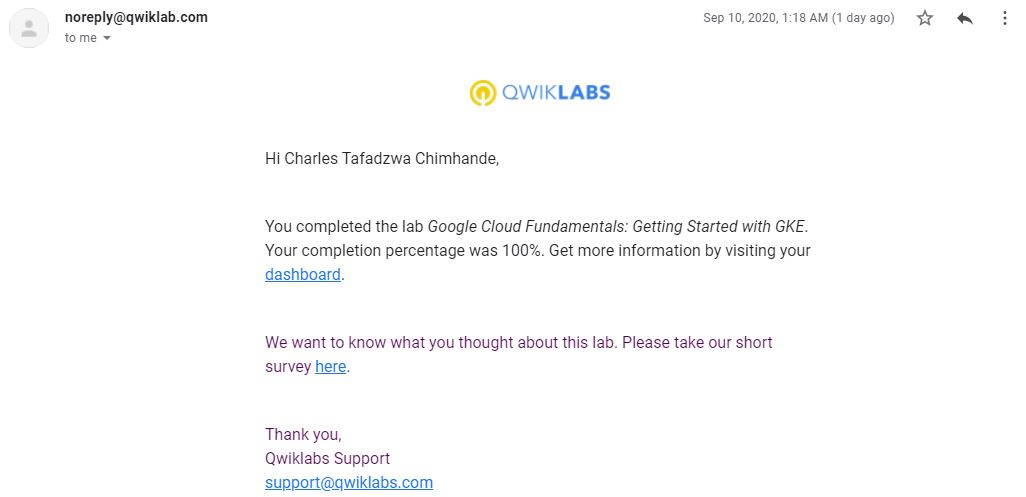 noreply@qwiklab.com
Sep 10, 2020, 1:18 AM (1 day ago)
to me
QWIKLABS
Hi Charles Tafadzwa Chimhande,
You completed the lab Google Cloud Fundamentals: Getting Started with GKE.
Your completion percentage was 100%. Get more information by visiting your
dashboard.
We want to know what you thought about this lab. Please take our short
survey here.
Thank you,
Qwiklabs Support
support@qwiklabs.com